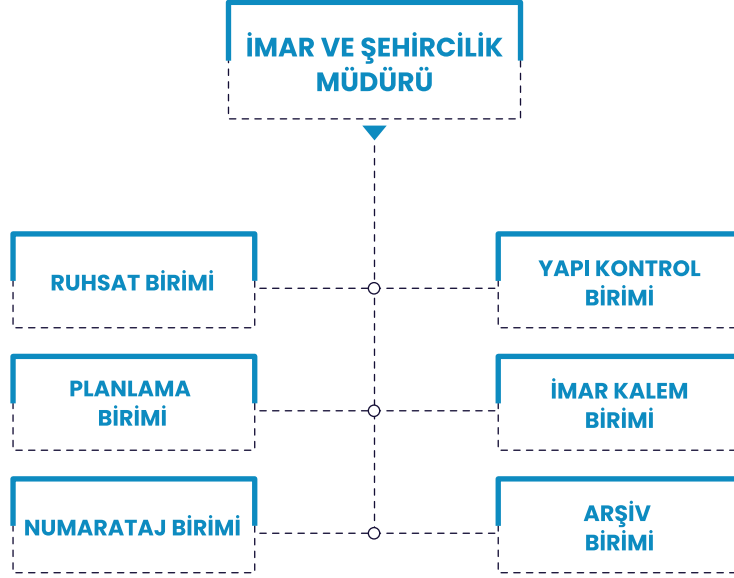 İMAR VE ŞEHİRCİLİK
MÜDÜRÜ
RUHSAT BİRİMİ
YAPI KONTROL
BİRİMİ
PLANLAMA
BİRİMİ
İMAR KALEM
BİRİMİ
NUMARATAJ BİRİMİ
ARŞİV
BİRİMİ